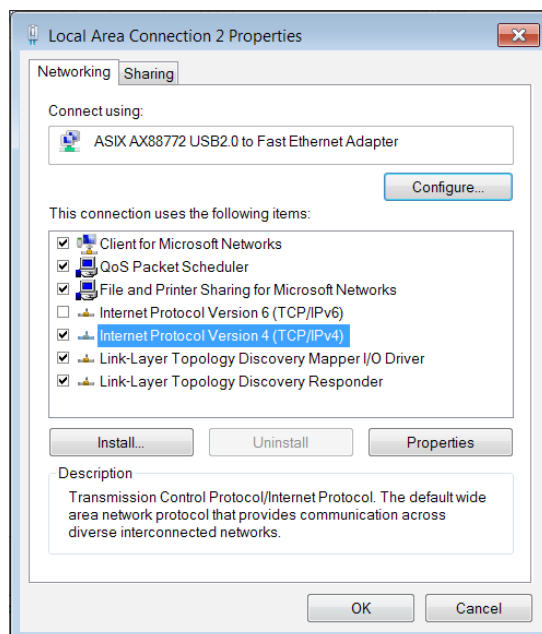 Local Area Connection 2 Properties
Networking Sharing
Connect using:
ASIX AX88772 USB2.0 to Fast Ethernet Adapter
Configure...
This connection uses the following items:
Client for Microsoft Networks
QoS Packet Scheduler
File and Printer Sharing for Microsoft Networks
Internet Protocol Version 6 (TCP/IPv6)
Internet Protocol Version 4 (TCP/IPv4)
Link-Layer Topology Discovery Mapper I/O Driver
Link-Layer Topology Discovery Responder
Install... Uninstall Properties
Description
Transmission Control Protocol/Internet Protocol. The default wide
area network protocol that provides communication across
diverse interconnected networks.
OK Cancel